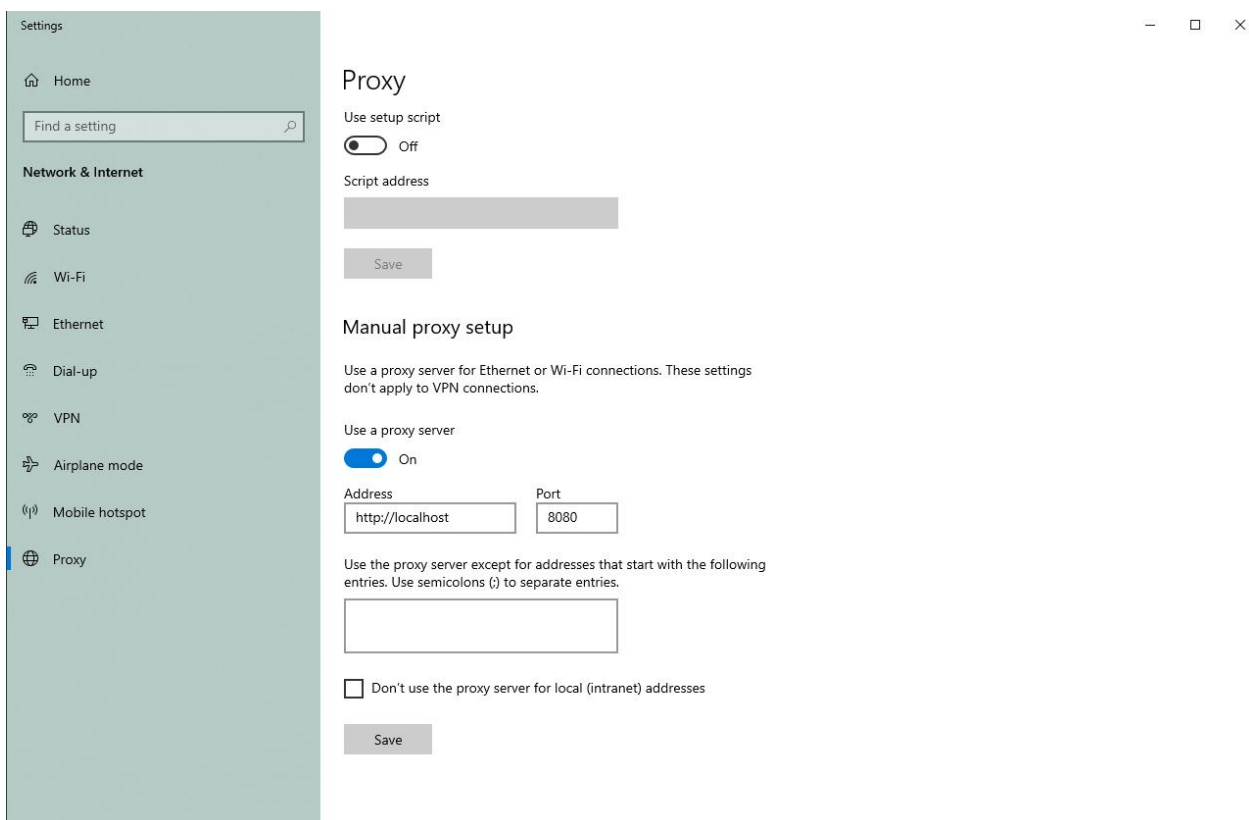 Settings
Home
Find a setting
Network & Internet
Status
Wi-Fi
Ethernet
Dial-up
VPN
Airplane mode
Mobile hotspot
Proxy
Proxy
Use setup script
Off
Script address
Save
Manual proxy setup
Use a proxy server for Ethernet or Wi-Fi connections. These settings
don't apply to VPN connections.
Use a proxy server
On
Address Port
http://localhost 8080
Use the proxy server except for addresses that start with the following
entries. Use semicolons (;) to separate entries.
Don't use the proxy server for local (intranet) addresses
Save